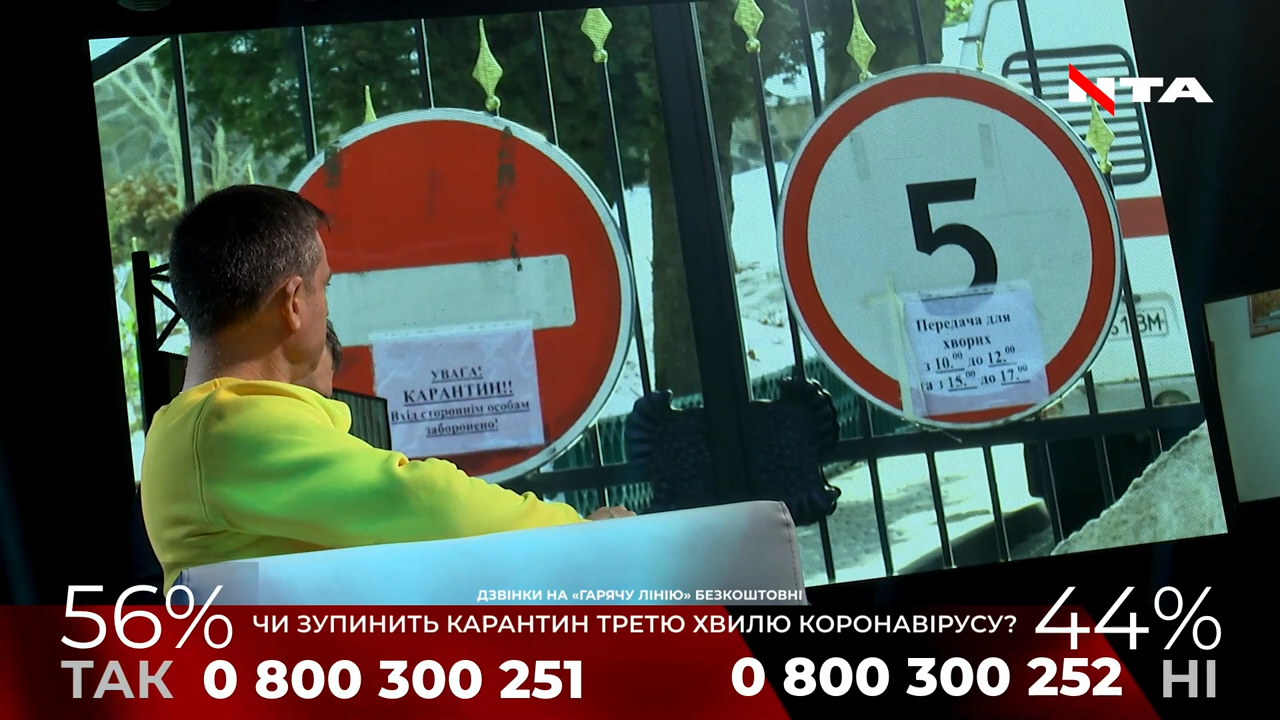 NTA
5
УВАГА!
КАРАНТИН!!
Вхід стороннім особам
заборонено!
Передача для
хворих
з 10.00 до 12.00
та з 15.00 до 17.00
ДЗВІНКИ НА «ГАРЯЧУ ЛІНІЮ» БЕЗКОШТОВНІ
56%
ЧИ ЗУПИНИТЬ КАРАНТИН ТРЕТЮ ХВИЛЮ КОРОНАВІРУСУ?
44%
ТАК
0 800 300 251
0 800 300 252
НІ